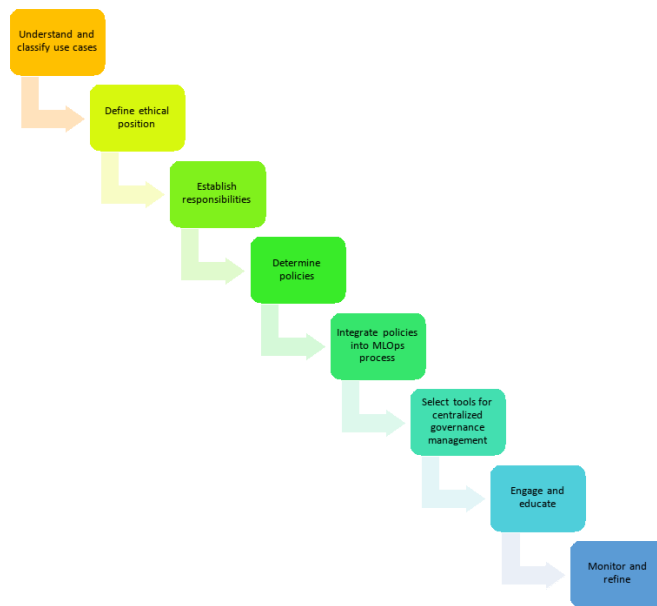 Understand and
classify use cases
Define ethical
position
Establish
responsibilities
Determine
policies
Integrate policies
into MLOps
process
Select tools for
centralized
governance
management
Engage and
educate
Monitor and
refine